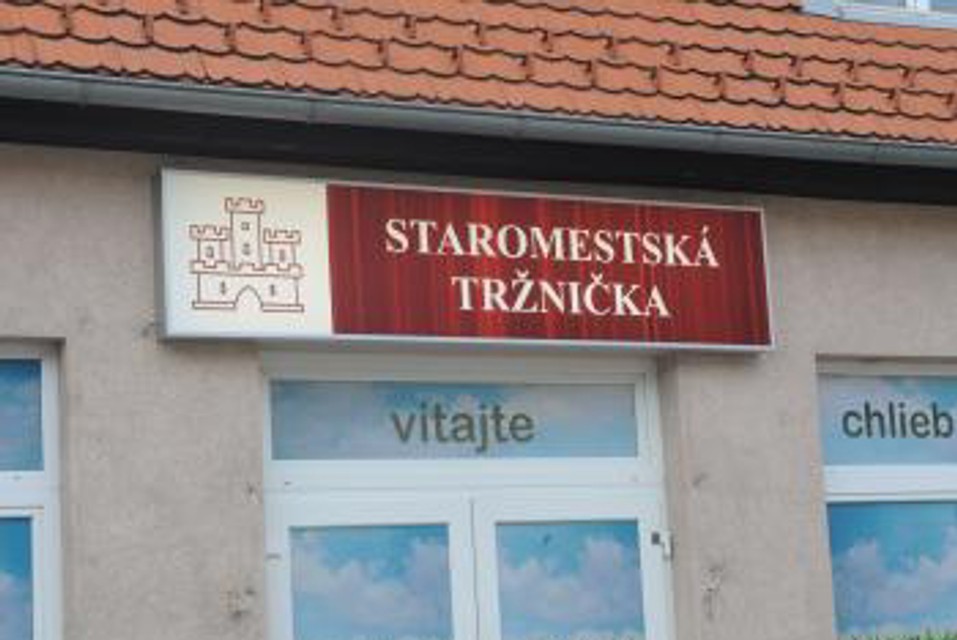 STAROMESTSKÁ
TRŽNIČKA
vitajte
chlieb